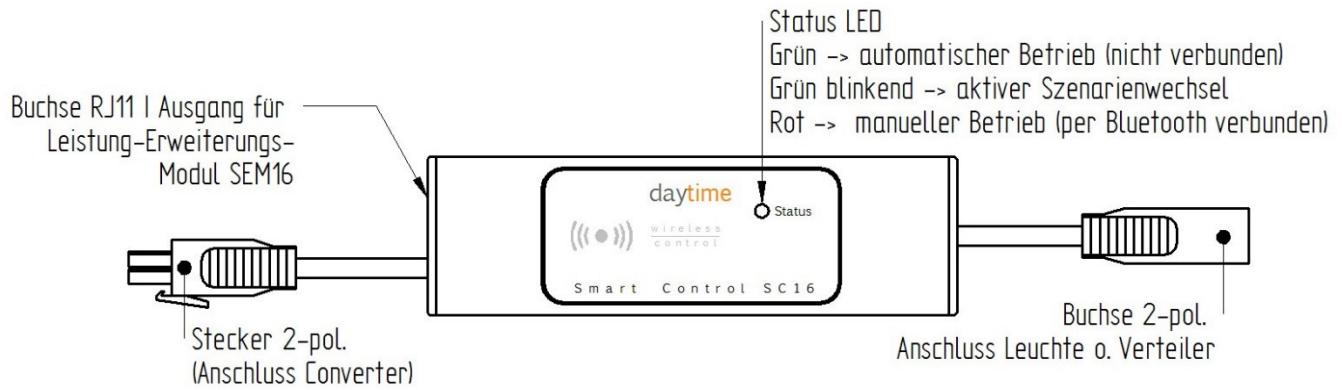 Status LED
Grün -> automatischer Betrieb (nicht verbunden)
Grün blinkend -> aktiver Szenarienwechsel
Rot -> manueller Betrieb (per Bluetooth verbunden)
Buchse RJ11 | Ausgang für
Leistung-Erweiterungs-
Modul SEM16
daytime
Status
wireless
control
Smart Control SC16
Stecker 2-pol.
(Anschluss Converter)
Buchse 2-pol.
Anschluss Leuchte o. Verteiler